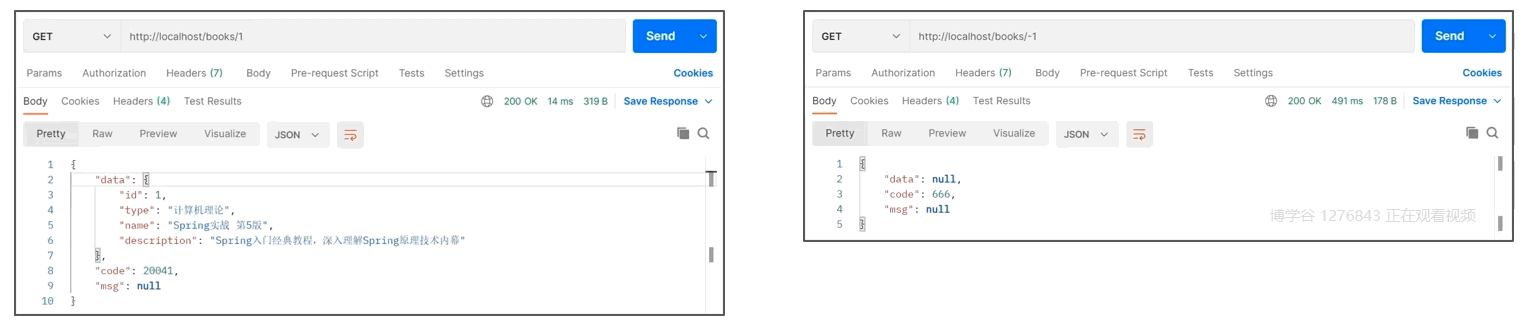 GET http://localhost/books/1 Send
Params Authorization Headers (7) Body Pre-request Script Tests Settings Cookies
Body Cookies Headers (4) Test Results 200 OK 14 ms 319 B Save Response
Pretty Raw Preview Visualize JSON
1 {
2 "data": {
3 "id": 1,
4 "type": "计算机理论",
5 "name": "Spring实战 第5版",
6 "description": "Spring入门经典教程，深入理解Spring原理技术内幕"
7 },
8 "code": 20041,
9 "msg": null
10 }
GET http://localhost/books/-1 Send
Params Authorization Headers (7) Body Pre-request Script Tests Settings Cookies
Body Cookies Headers (4) Test Results 200 OK 491 ms 178 B Save Response
Pretty Raw Preview Visualize JSON
1 {
2 "data": null,
3 "code": 666,
4 "msg": null
5 }
博学谷 1276843 正在观看视频